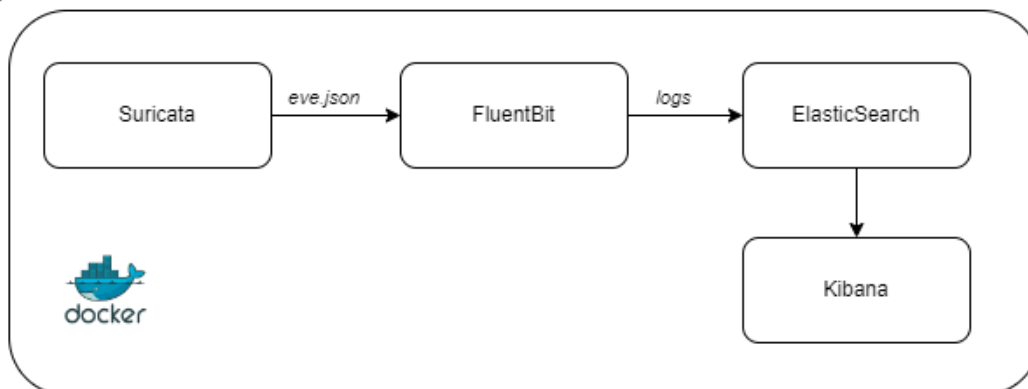 Suricata
eve.json
FluentBit
logs
ElasticSearch
Kibana
docker